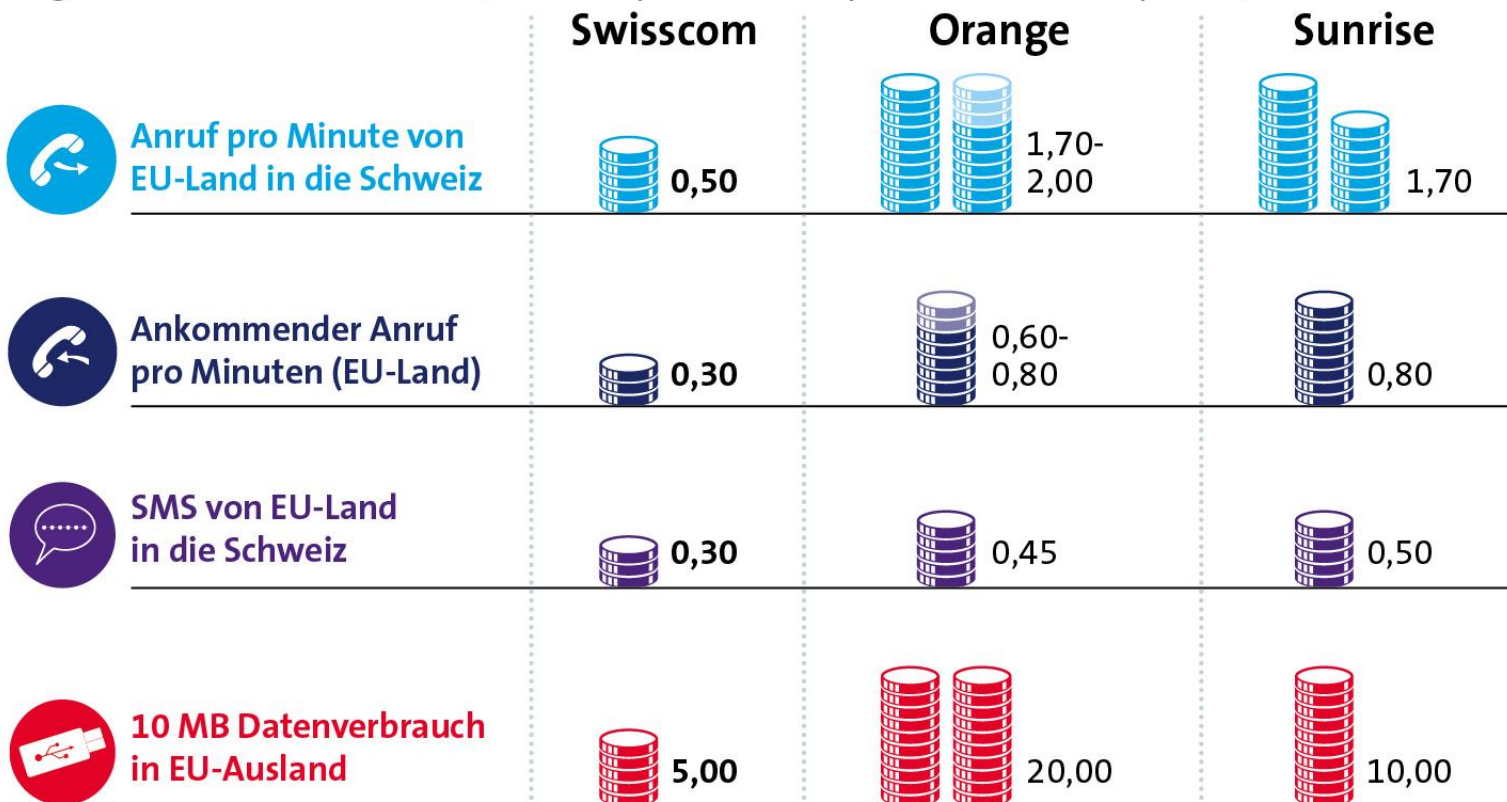 Swisscom Orange Sunrise
Anruf pro Minute von
EU-Land in die Schweiz
0,50
1,70-
2,00
1,70
Ankommender Anruf
pro Minuten (EU-Land)
0,30
0,60-
0,80
0,80
SMS von EU-Land
in die Schweiz
0,30
0,45
0,50
10 MB Datenverbrauch
in EU-Ausland
5,00
20,00
10,00